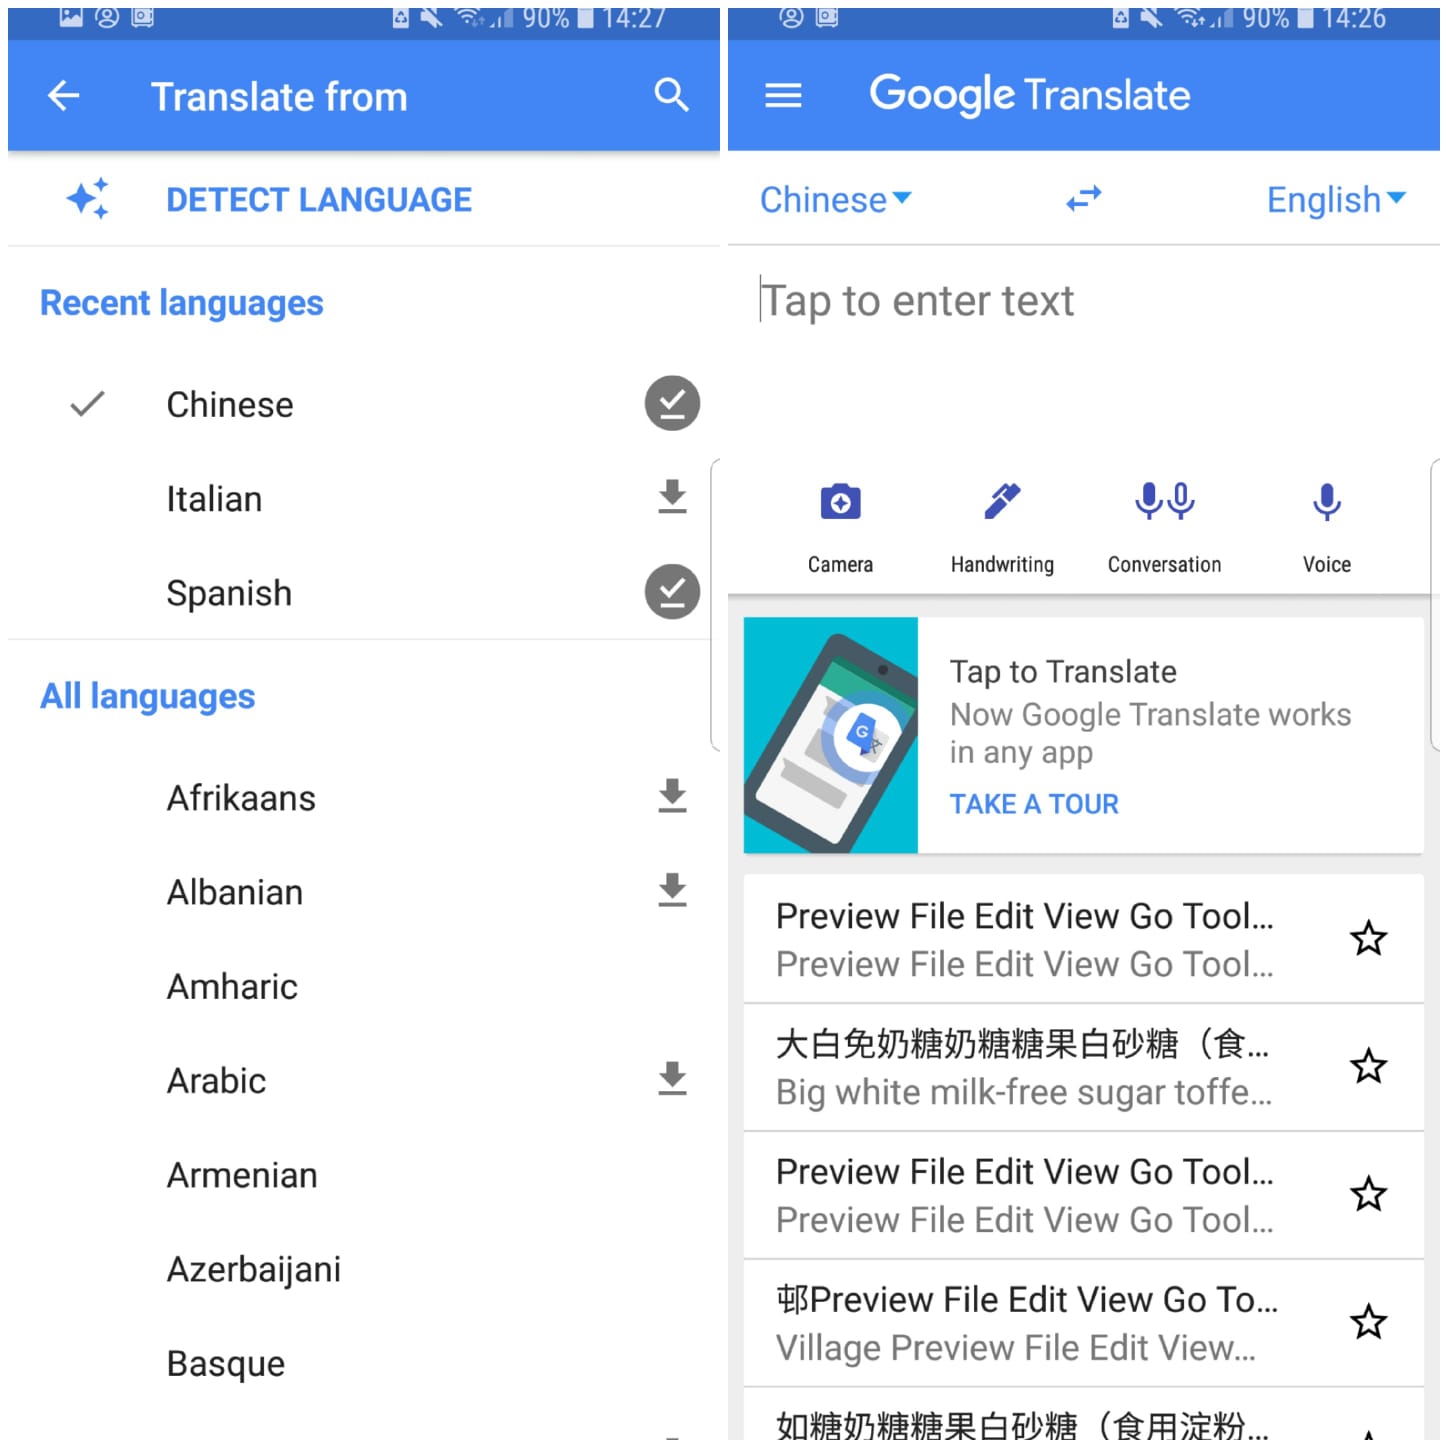 90% 14:27
Translate from
DETECT LANGUAGE
Recent languages
Chinese
Italian
Spanish
All languages
Afrikaans
Albanian
Amharic
Arabic
Armenian
Azerbaijani
Basque
90% 14:26
Google Translate
Chinese
English
Tap to enter text
Camera
Handwriting
Conversation
Voice
G 文
Tap to Translate
Now Google Translate works
in any app
TAKE A TOUR
Preview File Edit View Go Tool...
Preview File Edit View Go Tool...
大白免奶糖奶糖糖果白砂糖（食...
Big white milk-free sugar toffe...
Preview File Edit View Go Tool...
Preview File Edit View Go Tool...
邨Preview File Edit View Go To...
Village Preview File Edit View...
如糖奶糖糖果白砂糖（食用淀粉...